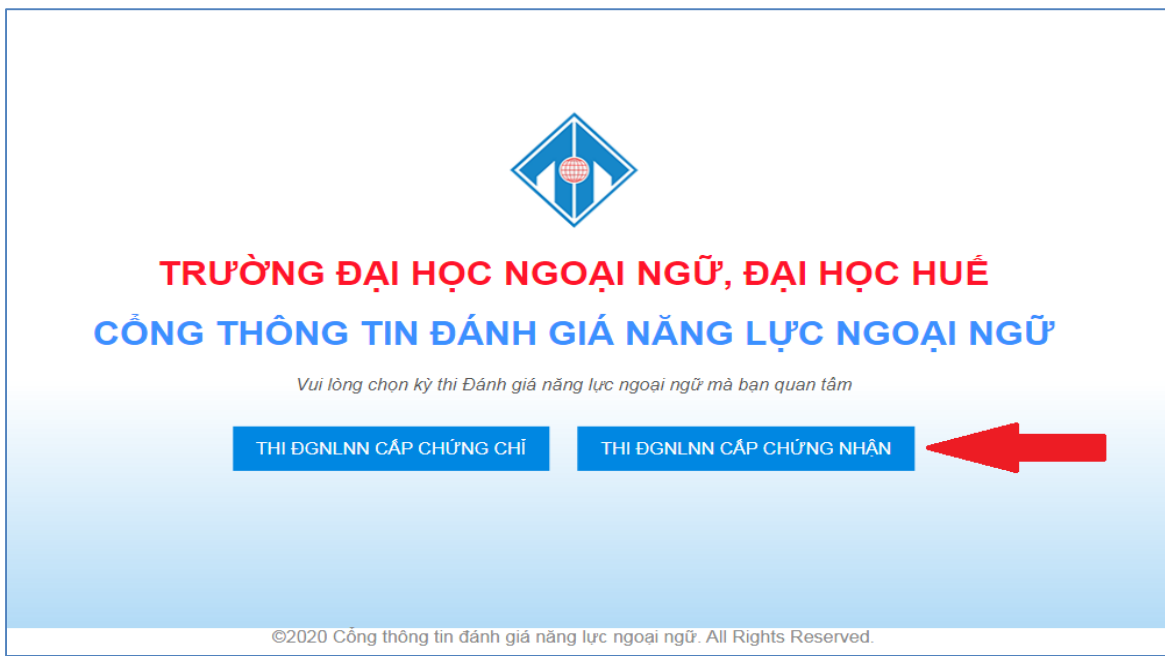 TRƯỜNG ĐẠI HỌC NGOẠI NGỮ, ĐẠI HỌC HUẾ
CỔNG THÔNG TIN ĐÁNH GIÁ NĂNG LỰC NGOẠI NGỮ
Vui lòng chọn kỳ thi Đánh giá năng lực ngoại ngữ mà bạn quan tâm
THI ĐGNLNN CẤP CHỨNG CHỈ
THI ĐGNLNN CẤP CHỨNG NHẬN
©2020 Cổng thông tin đánh giá năng lực ngoại ngữ. All Rights Reserved.